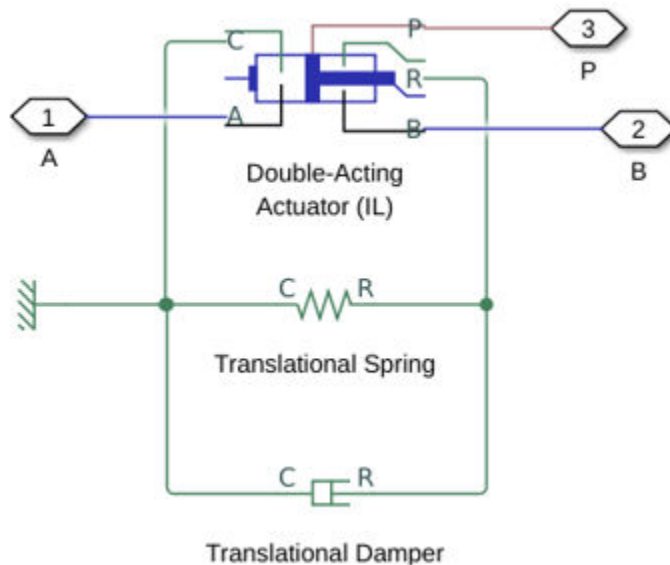 C
P
3
P
R
1
A
A
B
2
B
Double-Acting
Actuator (IL)
C
R
Translational Spring
C
R
Translational Damper